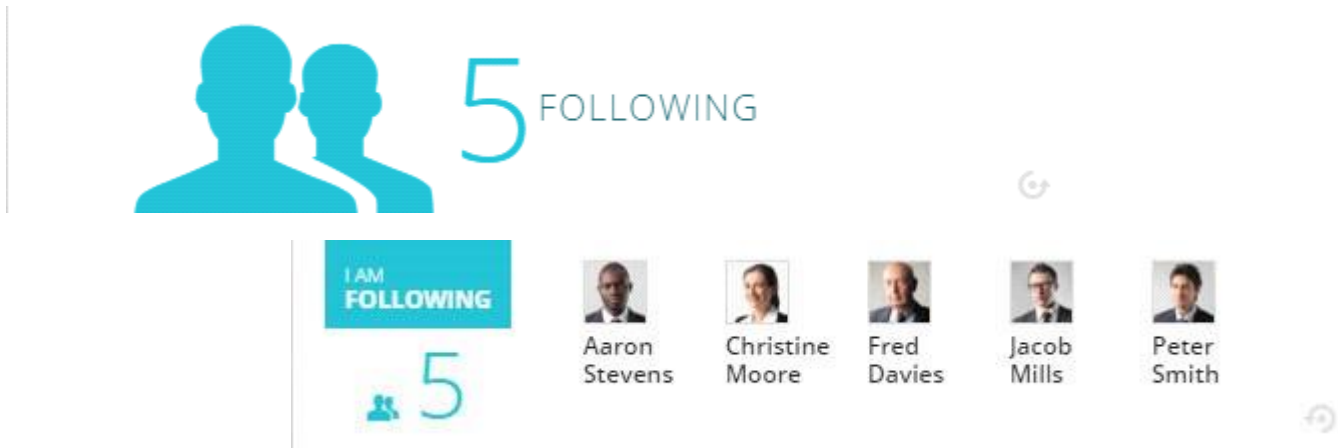 5 FOLLOWING
I AM
FOLLOWING
5
Aaron Stevens
Christine Moore
Fred Davies
Jacob Mills
Peter Smith